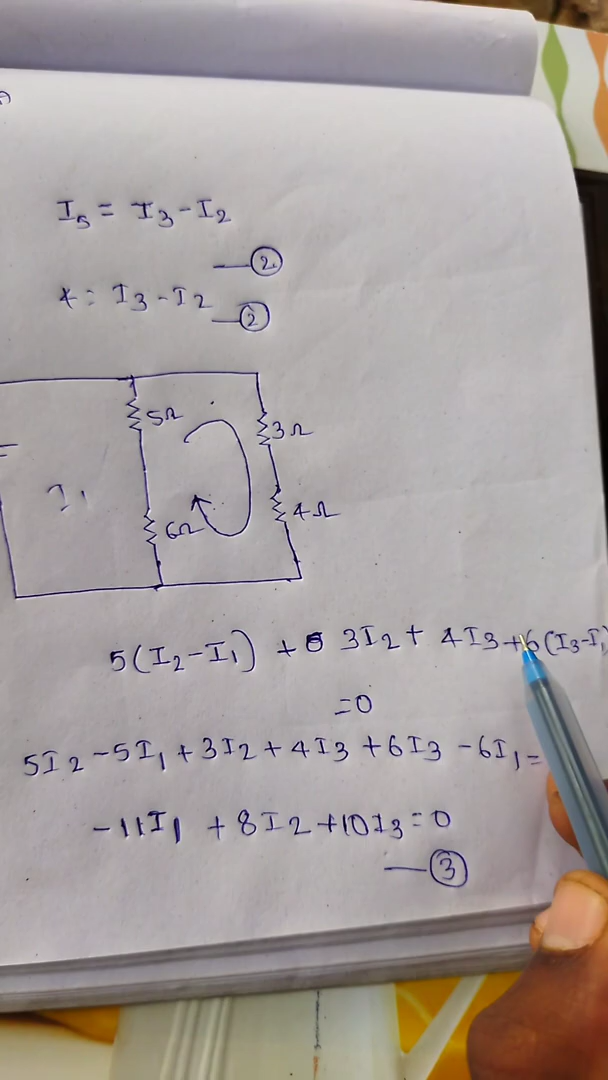 I₅ = I₃ - I₂
—②
4 = I₃ - I₂ —②
5Ω
3Ω
I₁
6Ω
4Ω
5(I₂-I₁) + 3I₂ + 4I₃ + 6(I₃-I₁)
=0
5I₂ - 5I₁ + 3I₂ + 4I₃ + 6I₃ - 6I₁ =
-11I₁ + 8I₂ + 10I₃ = 0
—③